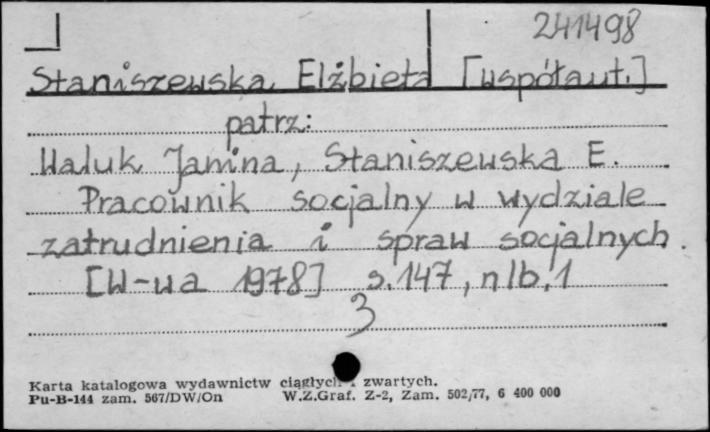 241498
Staniszewska Elżbieta [współaut.]
patrz:
Waluk Janina, Staniszewska E.
Pracownik socjalny w wydziale
zatrudnienia i spraw socjalnych.
[W-wa 1978] s.147, nlb.1
3
Karta katalogowa wydawnictw ciągłych i zwartych.
Pu-B-144 zam. 567/DW/On W.Z.Graf. Z-2, Zam. 502/77, 6 400 000